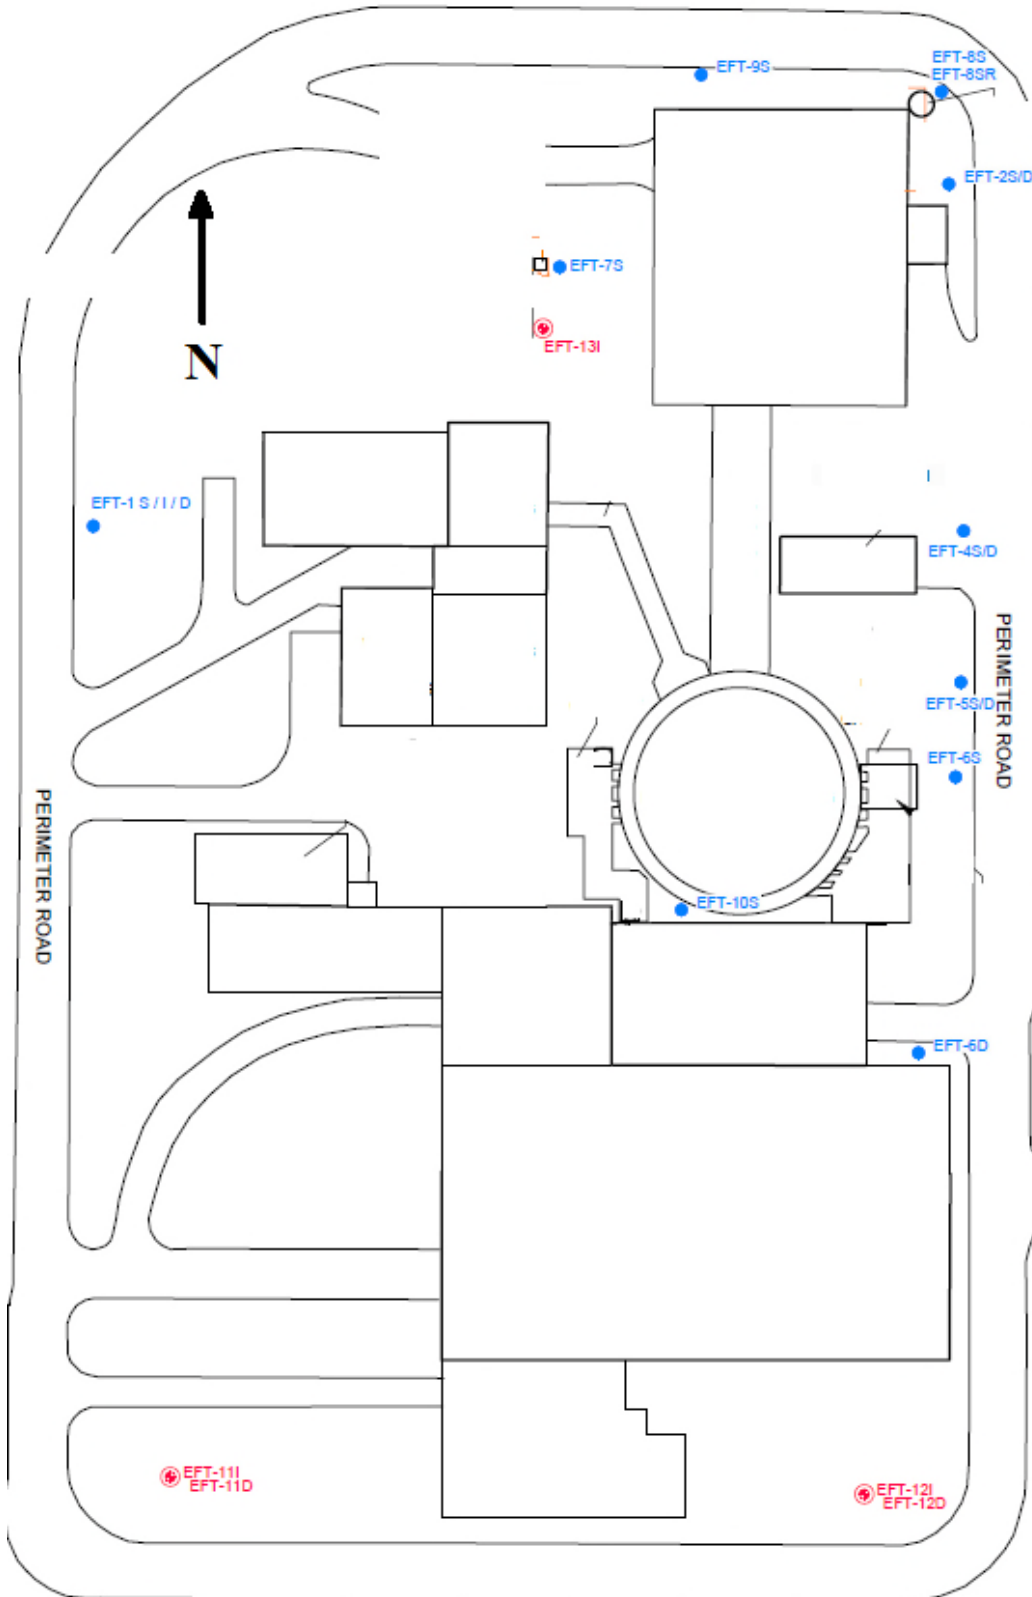 EFT-9S
EFT-8S
EFT-8SR
EFT-2S/D
EFT-7S
N
EFT-13I
EFT-1 S / I / D
EFT-4S/D
PERIMETER ROAD
EFT-5S/D
EFT-6S
PERIMETER ROAD
EFT-10S
EFT-6D
EFT-11I
EFT-11D
EFT-12I
EFT-12D